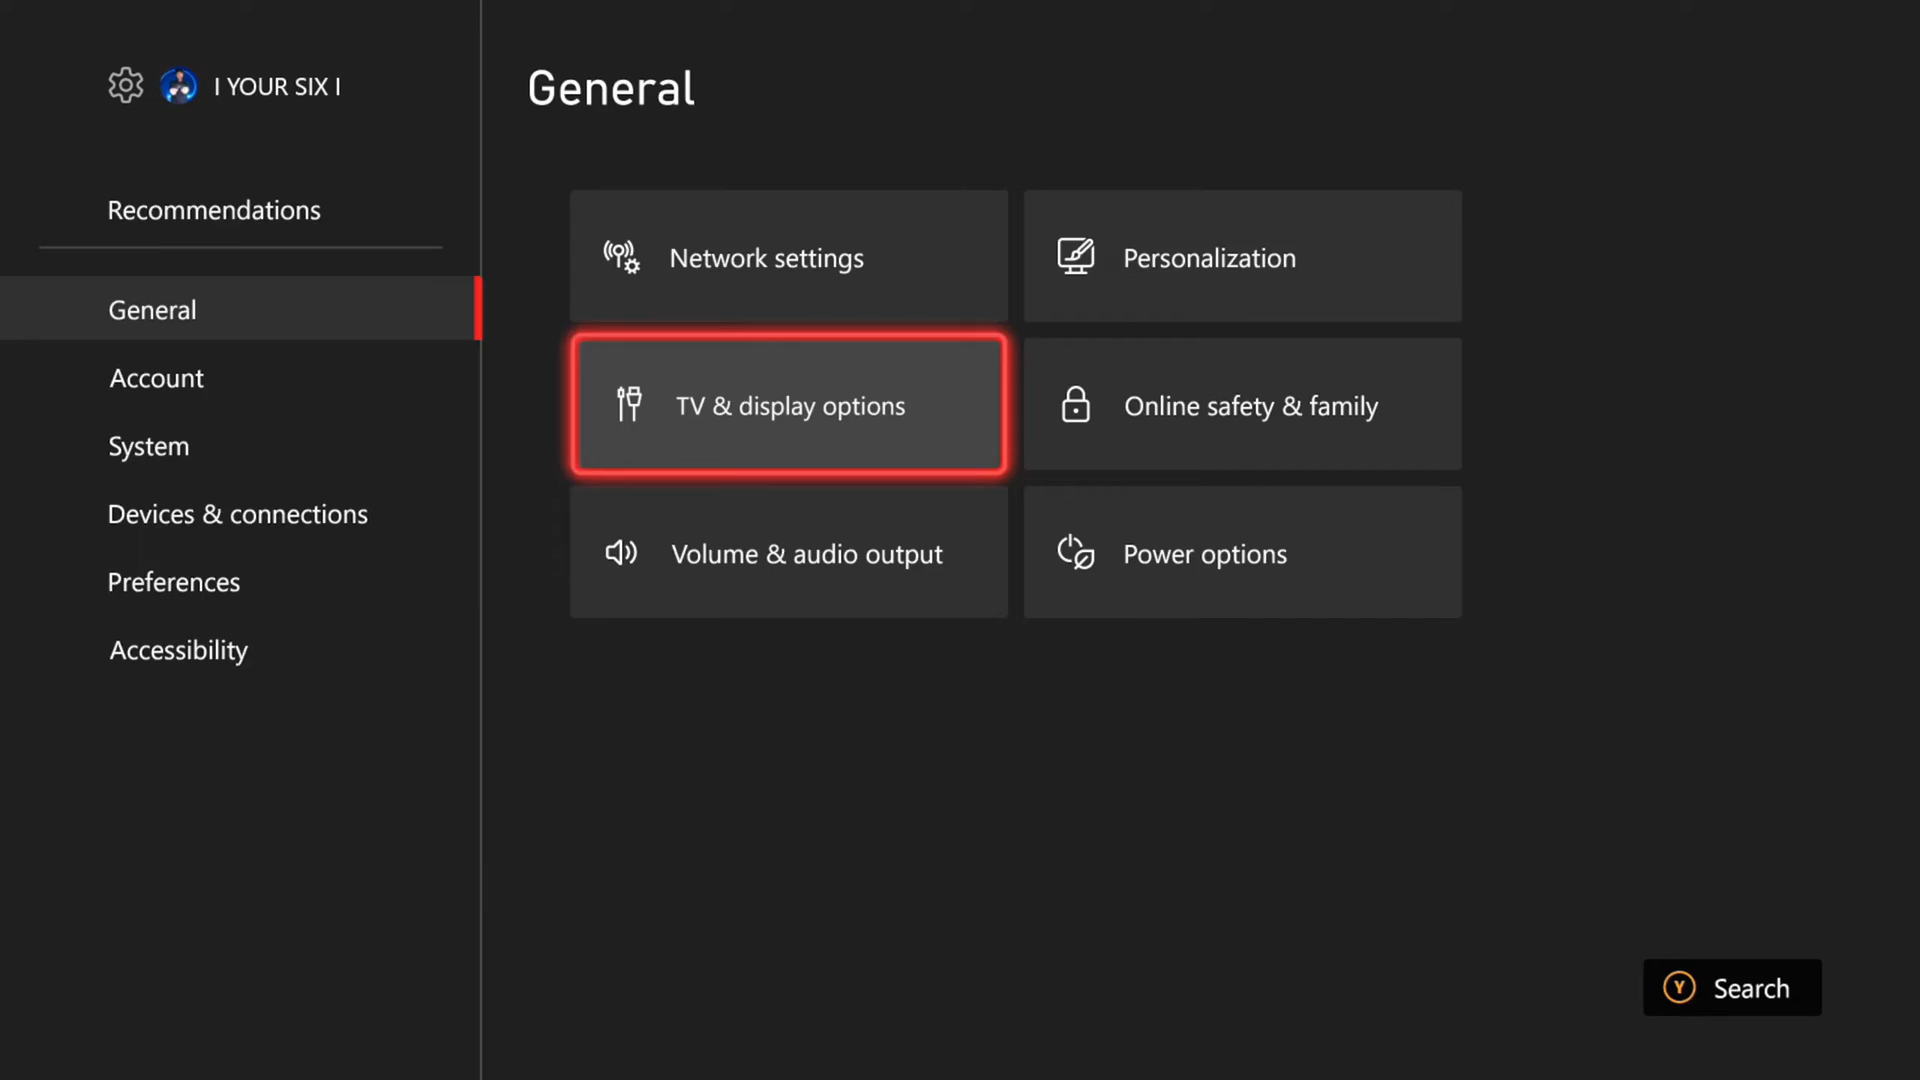 I YOUR SIX I
Recommendations
General
Account
System
Devices & connections
Preferences
Accessibility
General
Network settings
Personalization
TV & display options
Online safety & family
Volume & audio output
Power options
Y Search